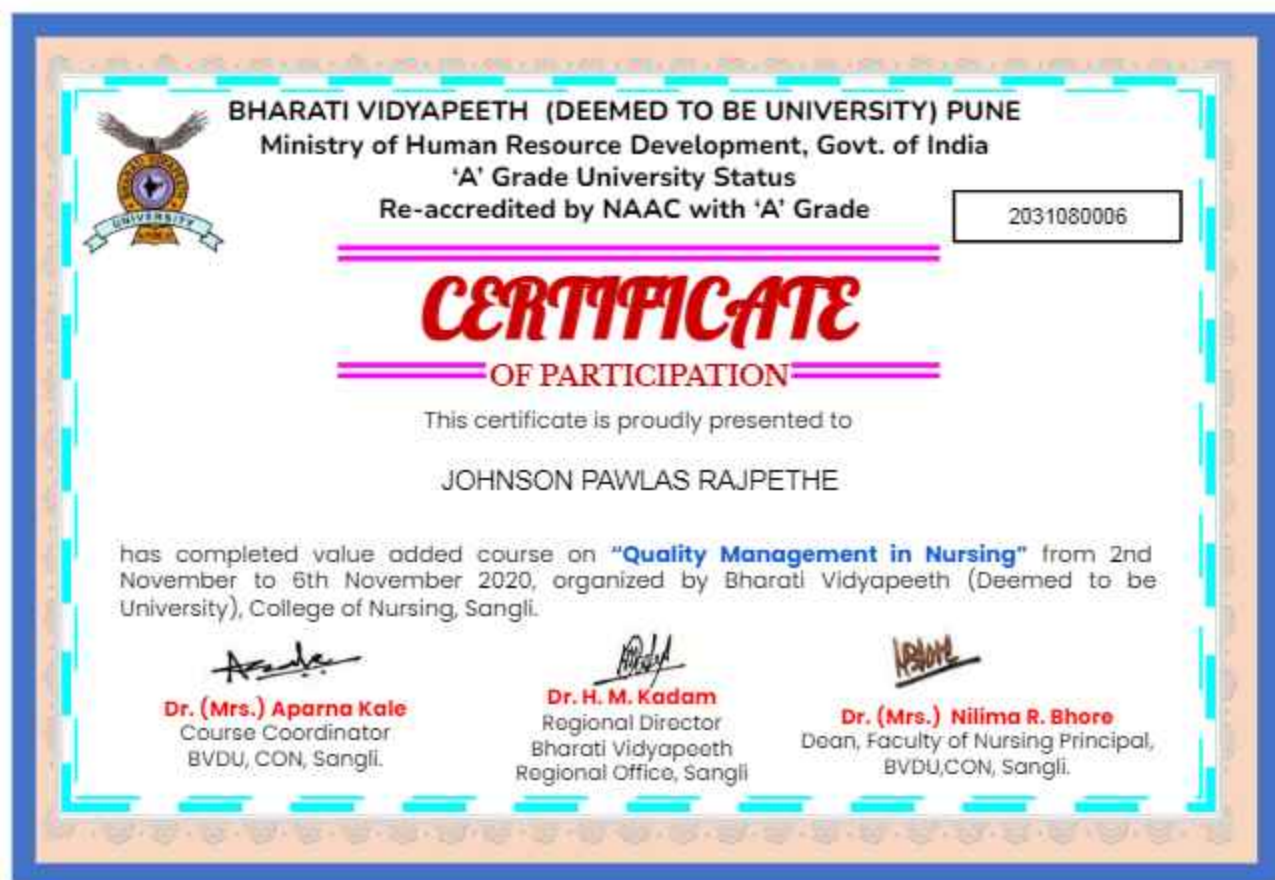 BHARATI VIDYAPEETH (DEEMED TO BE UNIVERSITY) PUNE
Ministry of Human Resource Development, Govt. of India
‘A’ Grade University Status
Re-accredited by NAAC with ‘A’ Grade
BHARATI VIDYAPEETH
UNIVERSITY
2031080006
CERTIFICATE
OF PARTICIPATION
This certificate is proudly presented to
JOHNSON PAWLAS RAJPETHE
has completed value added course on “Quality Management in Nursing” from 2nd
November to 6th November 2020, organized by Bharati Vidyapeeth (Deemed to be
University), College of Nursing, Sangli.
Dr. (Mrs.) Aparna Kale
Course Coordinator
BVDU, CON, Sangli.
Dr. H. M. Kadam
Regional Director
Bharati Vidyapeeth
Regional Office, Sangli
Dr. (Mrs.) Nilima R. Bhore
Dean, Faculty of Nursing Principal,
BVDU,CON, Sangli.